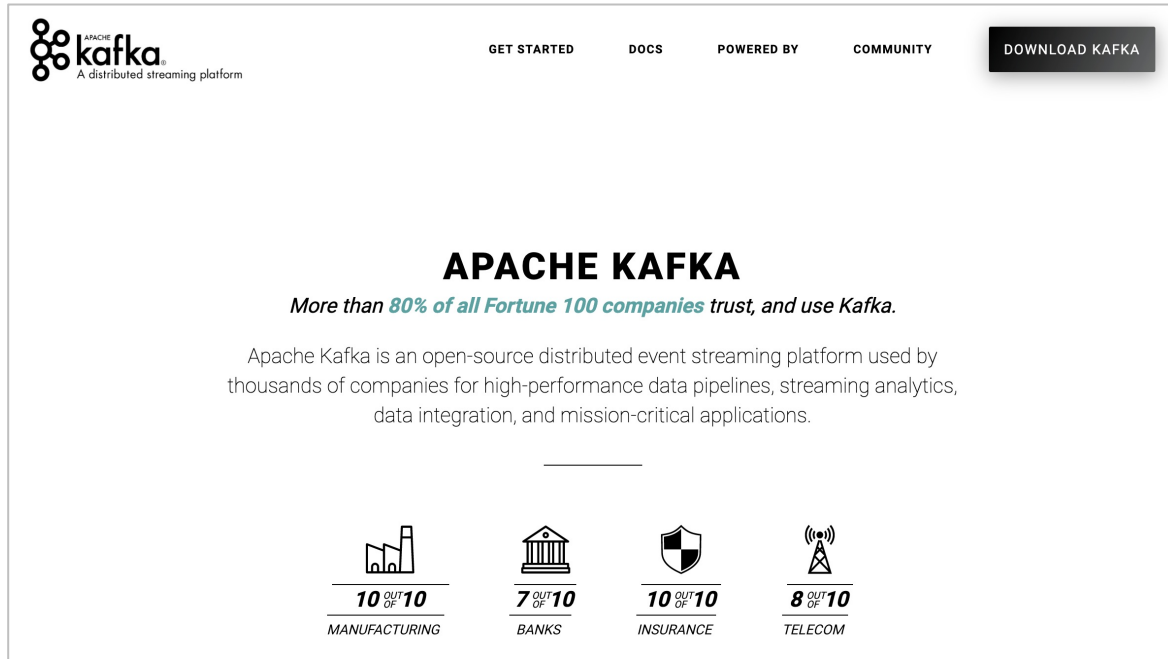 APACHE
kafka®
A distributed streaming platform
GET STARTED DOCS POWERED BY COMMUNITY DOWNLOAD KAFKA
APACHE KAFKA
More than 80% of all Fortune 100 companies trust, and use Kafka.
Apache Kafka is an open-source distributed event streaming platform used by
thousands of companies for high-performance data pipelines, streaming analytics,
data integration, and mission-critical applications.
10 OUT OF 10
MANUFACTURING
7 OUT OF 10
BANKS
10 OUT OF 10
INSURANCE
8 OUT OF 10
TELECOM